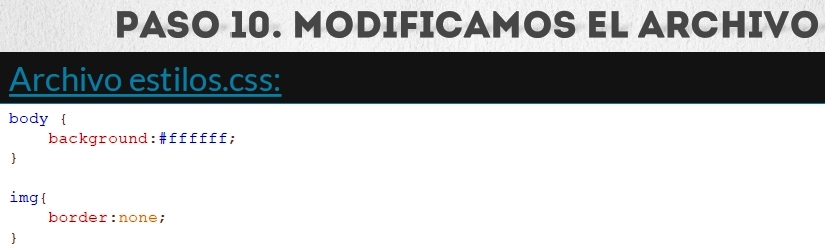 PASO 10. MODIFICAMOS EL ARCHIVO
Archivo estilos.css:
body {
    background:#ffffff;
}
img{
    border:none;
}